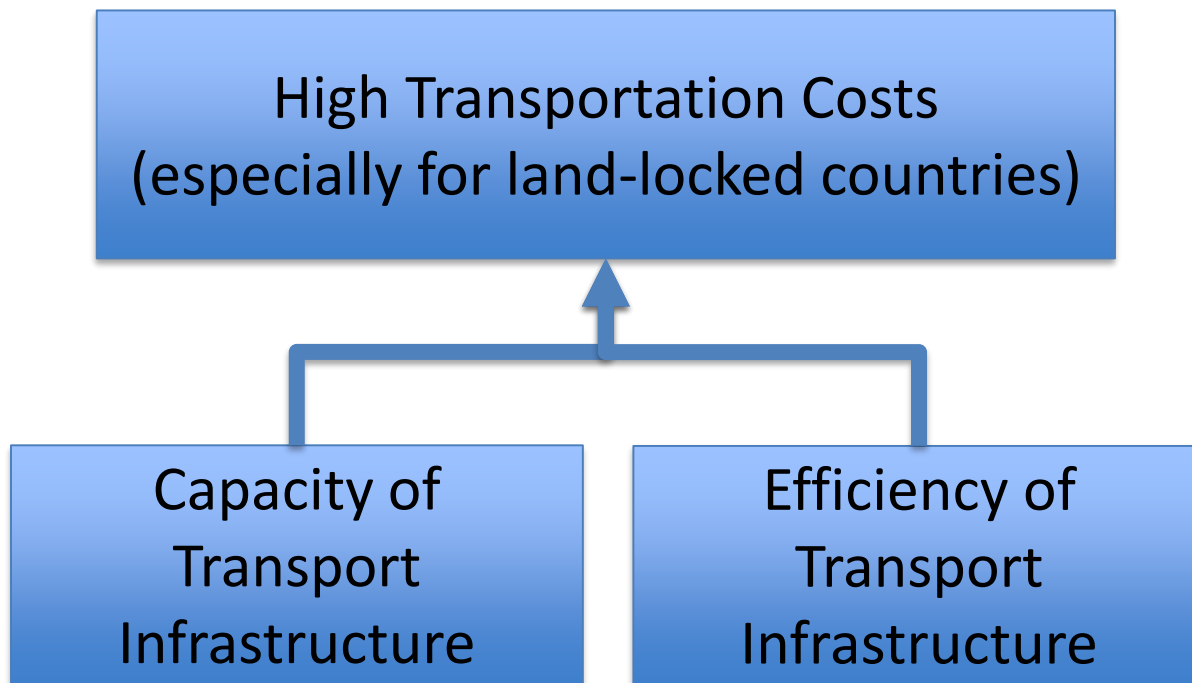 High Transportation Costs
(especially for land-locked countries)
Capacity of
Transport
Infrastructure
Efficiency of
Transport
Infrastructure